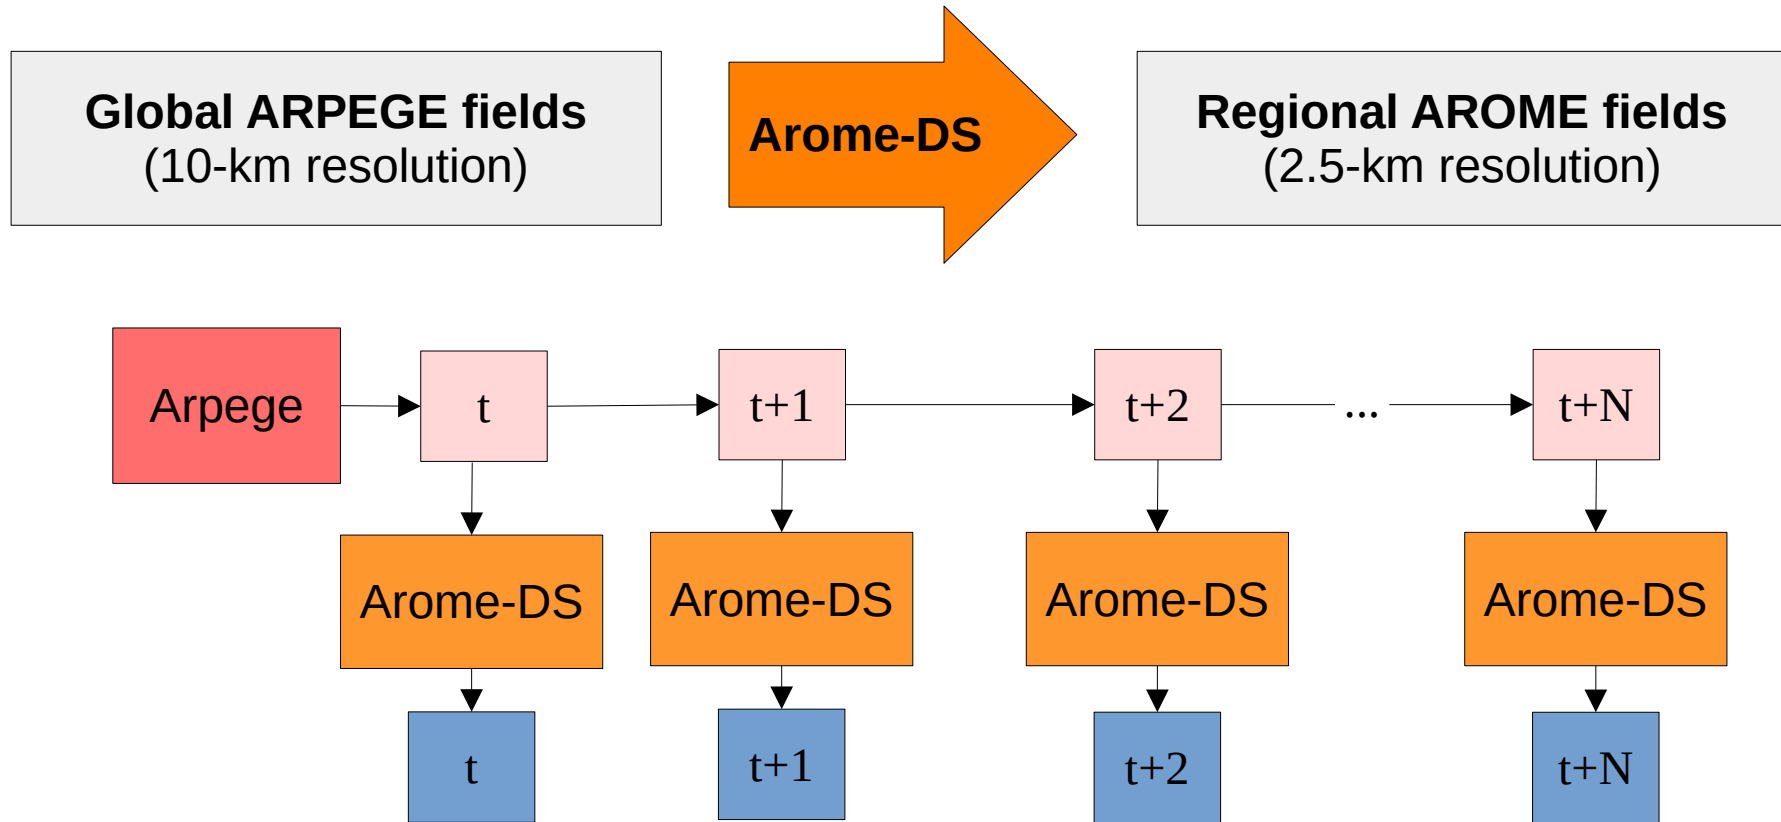 Global ARPEGE fields
(10-km resolution)
Arome-DS
Regional AROME fields
(2.5-km resolution)
Arpege
t
t+1
t+2
...
t+N
Arome-DS
Arome-DS
Arome-DS
Arome-DS
t
t+1
t+2
t+N